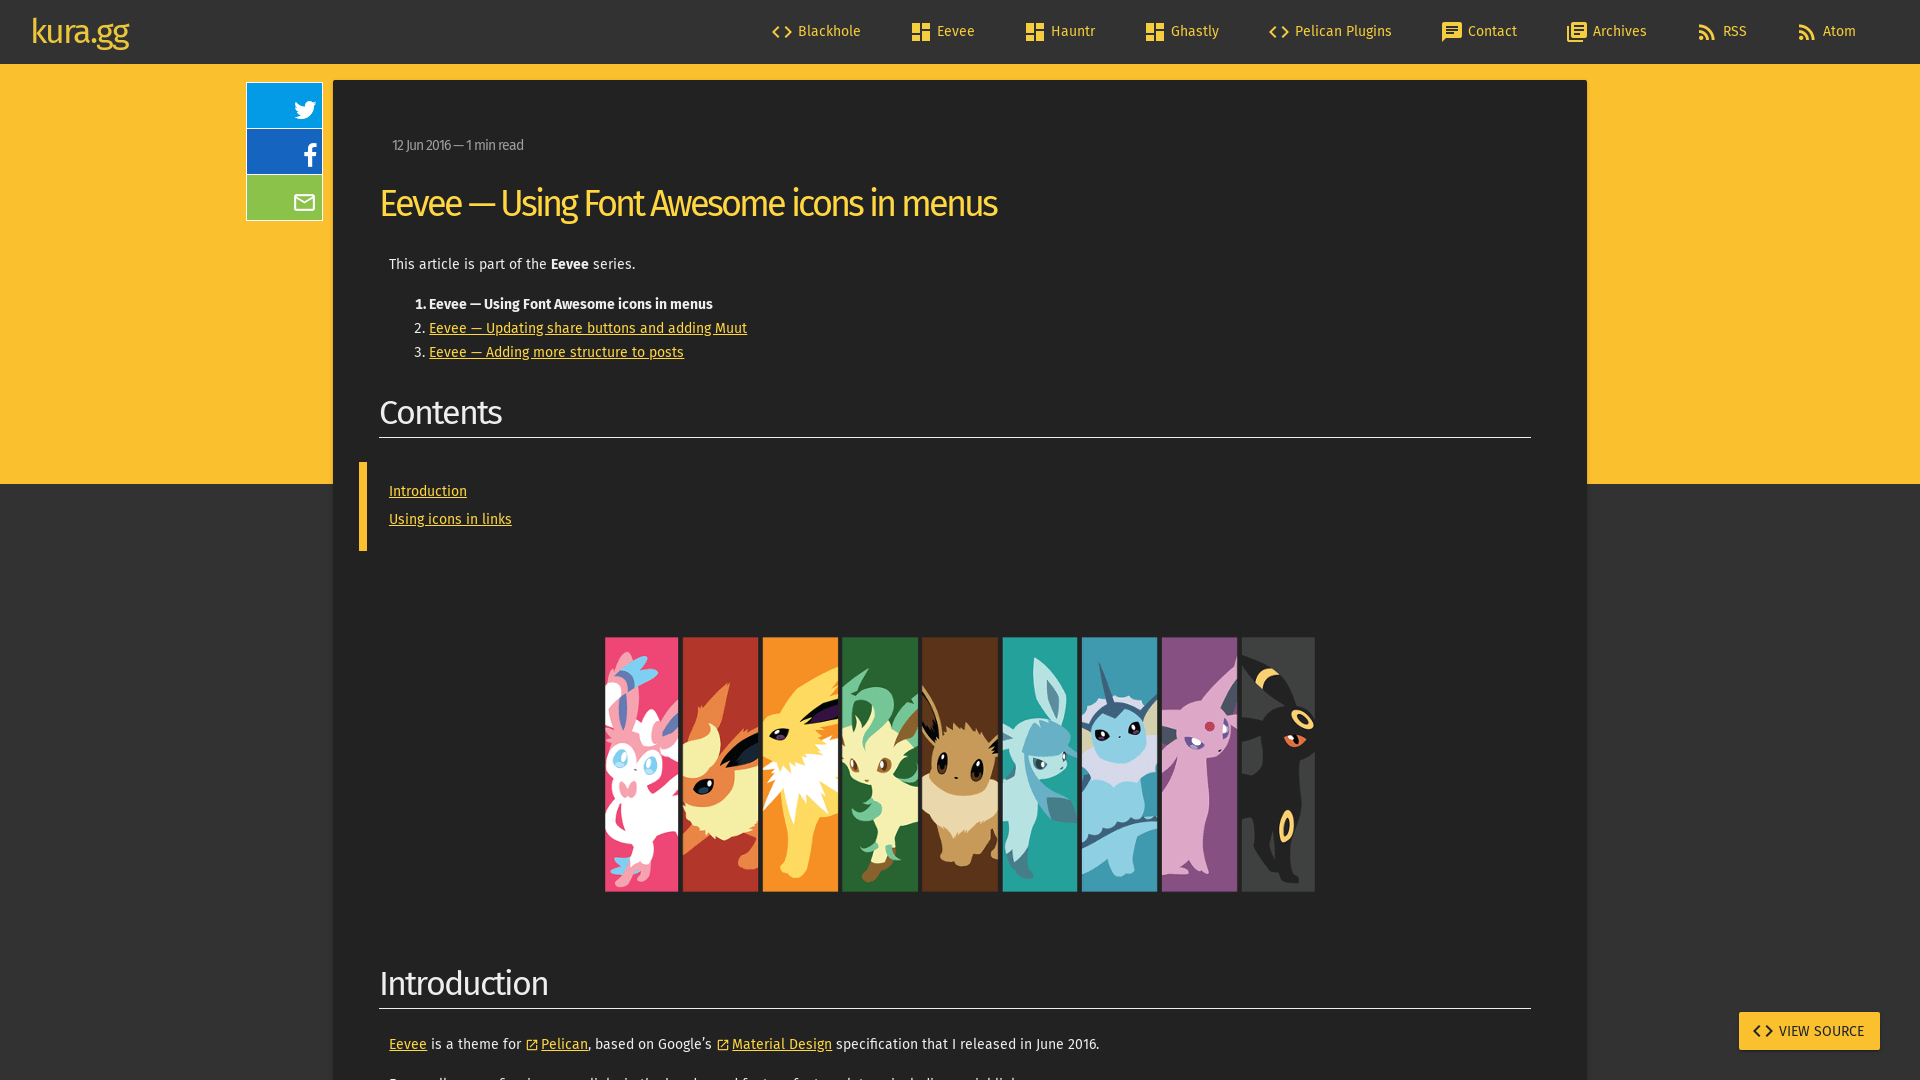 kura.gg
Blackhole
Eevee
Hauntr
Ghastly
Pelican Plugins
Contact
Archives
RSS
Atom
12 Jun 2016 — 1 min read
Eevee — Using Font Awesome icons in menus
This article is part of the Eevee series.
1. Eevee — Using Font Awesome icons in menus
2. Eevee — Updating share buttons and adding Muut
3. Eevee — Adding more structure to posts
Contents
Introduction
Using icons in links
Introduction
Eevee is a theme for Pelican, based on Google’s Material Design specification that I released in June 2016.
VIEW SOURCE